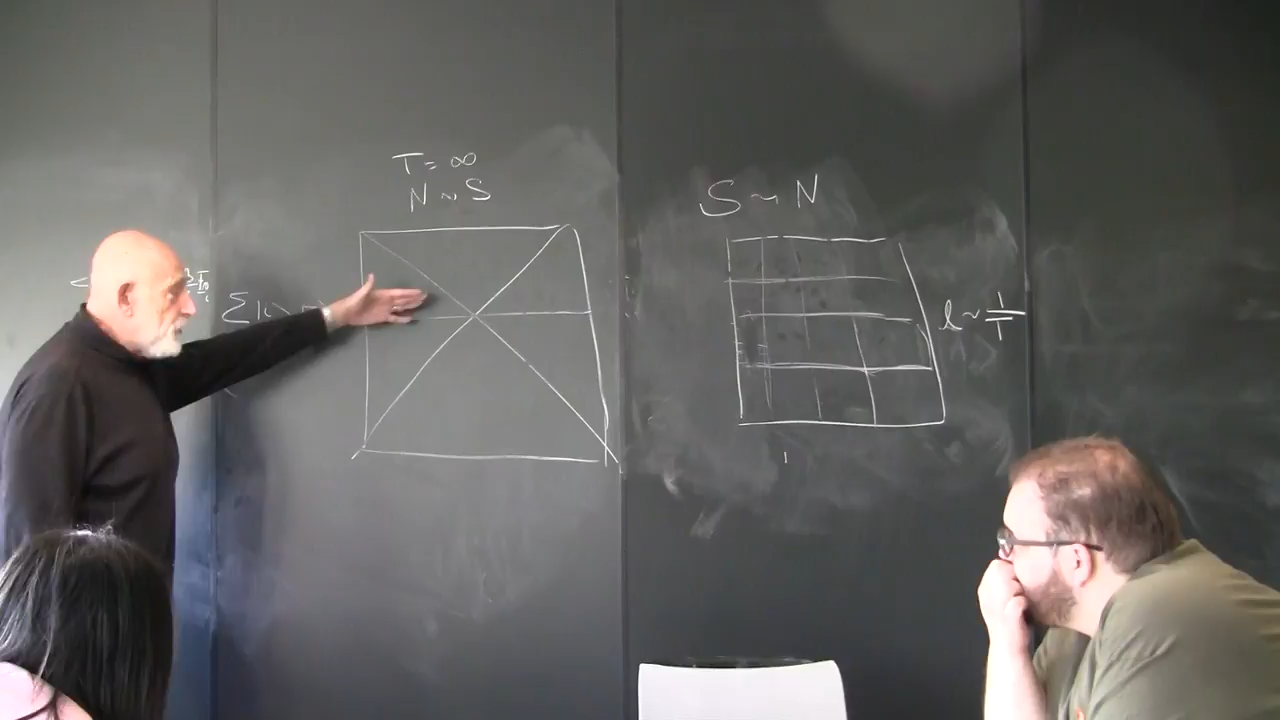 T = ∞
N ~ S
S ~ N
l ~ 1/T